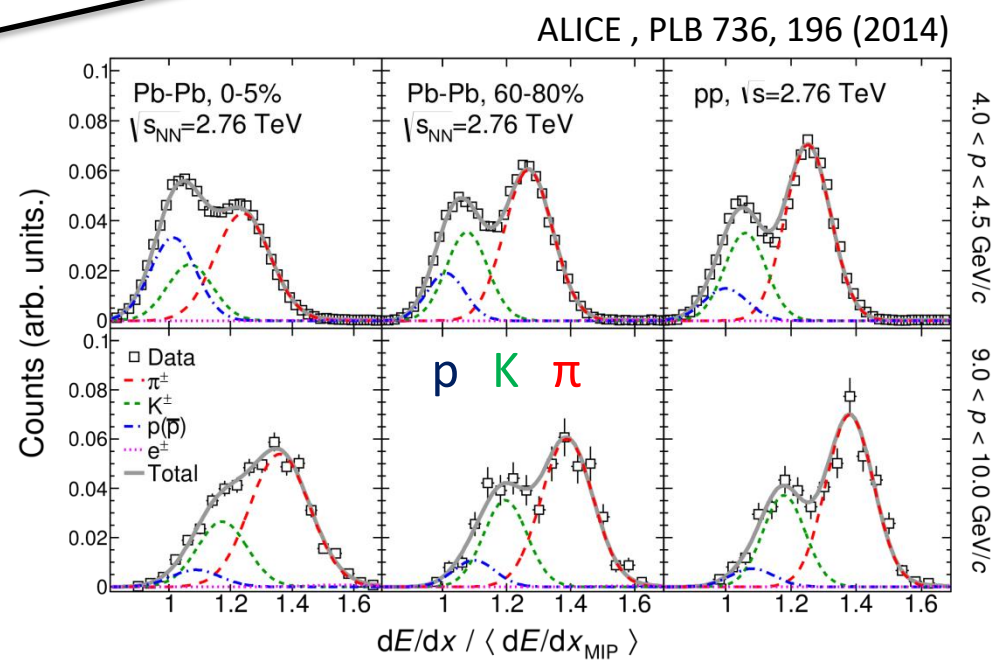 ALICE , PLB 736, 196 (2014)
Pb-Pb, 0-5%
√sNN=2.76 TeV
Pb-Pb, 60-80%
√sNN=2.76 TeV
pp, √s=2.76 TeV
0.1
0.08
0.06
0.04
0.02
0
4.0 < p < 4.5 GeV/c
Counts (arb. units.)
0.1
0.08
0.06
0.04
0.02
0
Data
π±
K±
p(p̅)
e±
Total
p K π
9.0 < p < 10.0 GeV/c
1 1.2 1.4 1.6 1 1.2 1.4 1.6 1 1.2 1.4 1.6
dE/dx / ⟨ dE/dxMIP ⟩